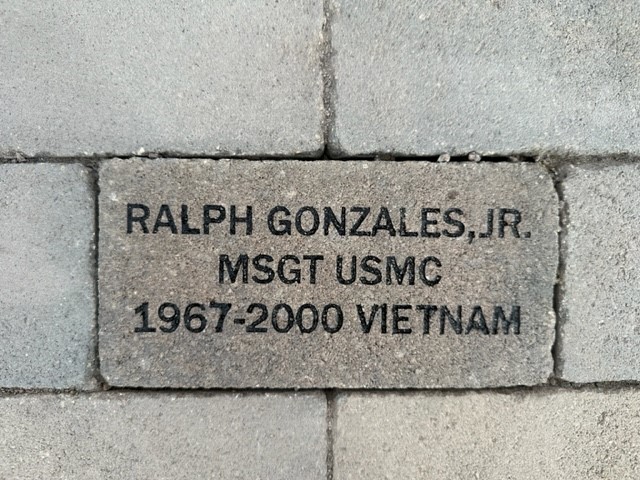 RALPH GONZALES, JR.
MSGT USMC
1967-2000 VIETNAM